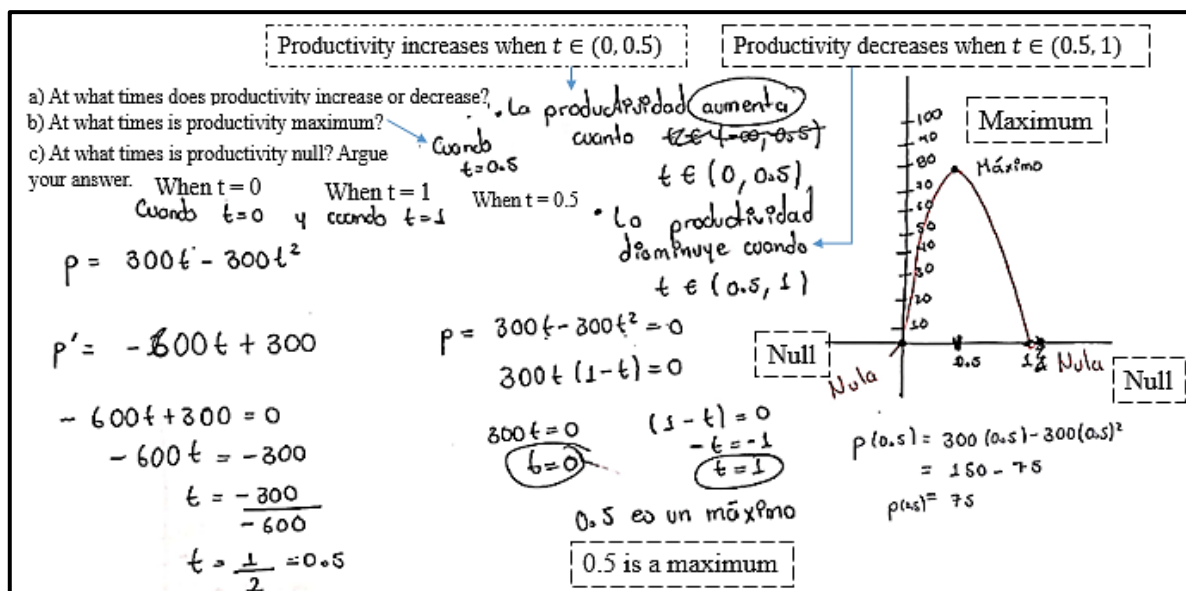 Productivity increases when t ∈ (0, 0.5)
Productivity decreases when t ∈ (0.5, 1)
a) At what times does productivity increase or decrease?
b) At what times is productivity maximum?
c) At what times is productivity null? Argue
your answer.
When t = 0
When t = 1
When t = 0.5
Cuando t=0 y cuando t=1
Cuando
t=0.5
• La productividad aumenta
cuanto
t ∈ (0, 0.5)
• La productividad
disminuye cuando
t ∈ (0.5, 1)
P = 300t - 300t²
P' = -600t + 300
- 600t + 300 = 0
- 600t = -300
t = -300
-600
t = 1 = 0.5
2
P = 300t - 300t² = 0
300t (1-t) = 0
300t = 0
t=0
(1-t) = 0
-t = -1
t=1
0.5 es un máximo
0.5 is a maximum
Maximum
Máximo
100
80
60
50
40
30
20
10
0.5
1
Null
Nula
Nula
Null
p(0.5) = 300 (0.5) - 300(0.5)²
= 150 - 75
p(0.5) = 75